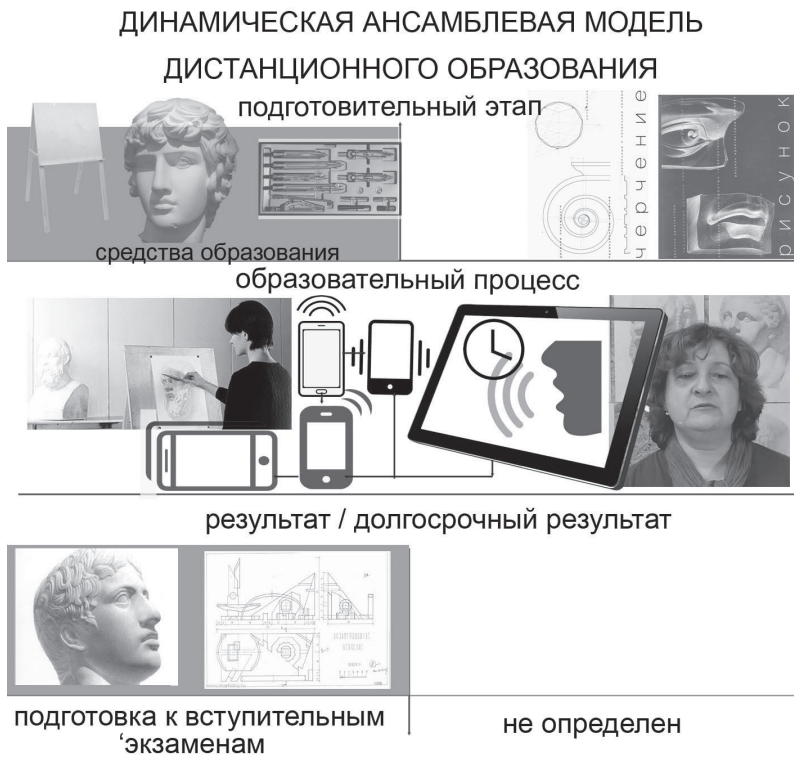 ДИНАМИЧЕСКАЯ АНСАМБЛЕВАЯ МОДЕЛЬ
ДИСТАНЦИОННОГО ОБРАЗОВАНИЯ
подготовительный этап
черчение
рисунок
средства образования
образовательный процесс
результат / долгосрочный результат
подготовка к вступительным
‘экзаменам
не определен